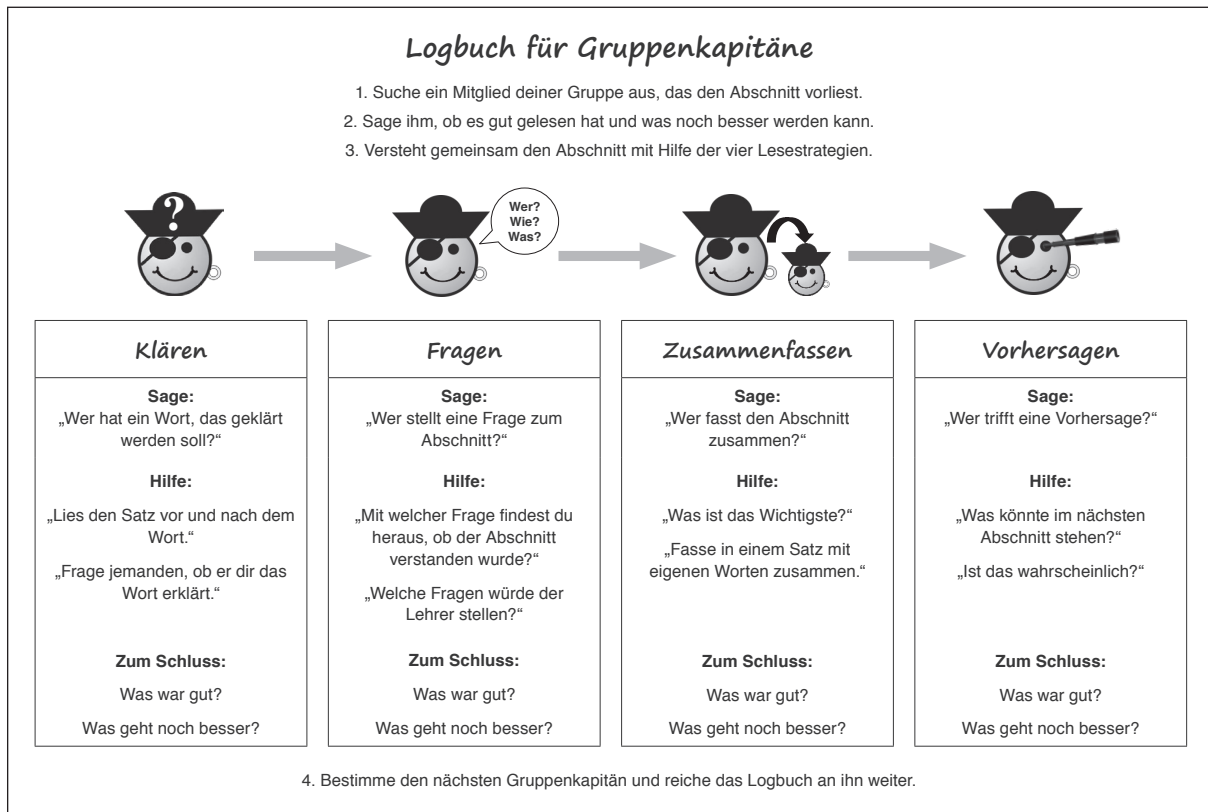 Logbuch für Gruppenkapitäne
1. Suche ein Mitglied deiner Gruppe aus, das den Abschnitt vorliest.
2. Sage ihm, ob es gut gelesen hat und was noch besser werden kann.
3. Versteht gemeinsam den Abschnitt mit Hilfe der vier Lesestrategien.
?
Wer?
Wie?
Was?
Klären
Sage:
„Wer hat ein Wort, das geklärt
werden soll?“
Hilfe:
„Lies den Satz vor und nach dem
Wort.“
„Frage jemanden, ob er dir das
Wort erklärt.“
Zum Schluss:
Was war gut?
Was geht noch besser?
Fragen
Sage:
„Wer stellt eine Frage zum
Abschnitt?“
Hilfe:
„Mit welcher Frage findest du
heraus, ob der Abschnitt
verstanden wurde?“
„Welche Fragen würde der
Lehrer stellen?“
Zum Schluss:
Was war gut?
Was geht noch besser?
Zusammenfassen
Sage:
„Wer fasst den Abschnitt
zusammen?“
Hilfe:
„Was ist das Wichtigste?“
„Fasse in einem Satz mit
eigenen Worten zusammen.“
Zum Schluss:
Was war gut?
Was geht noch besser?
Vorhersagen
Sage:
„Wer trifft eine Vorhersage?“
Hilfe:
„Was könnte im nächsten
Abschnitt stehen?“
„Ist das wahrscheinlich?“
Zum Schluss:
Was war gut?
Was geht noch besser?
4. Bestimme den nächsten Gruppenkapitän und reiche das Logbuch an ihn weiter.